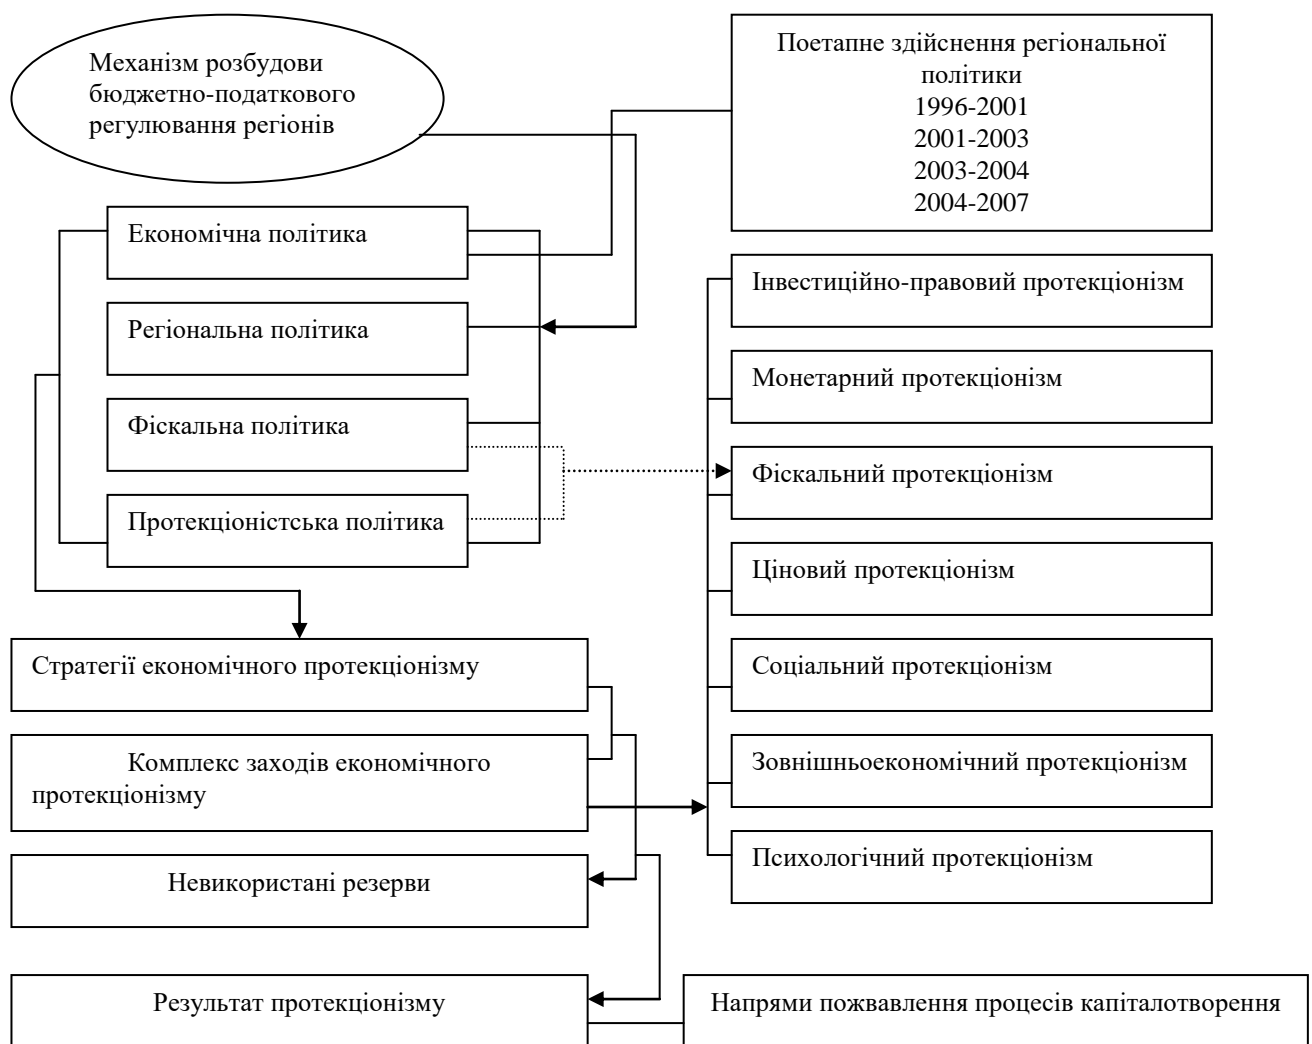 Механізм розбудови
бюджетно-податкового
регулювання регіонів
Поетапне здійснення регіональної
політики
1996-2001
2001-2003
2003-2004
2004-2007
Економічна політика
Регіональна політика
Фіскальна політика
Протекціоністська політика
Інвестиційно-правовий протекціонізм
Монетарний протекціонізм
Фіскальний протекціонізм
Ціновий протекціонізм
Соціальний протекціонізм
Зовнішньоекономічний протекціонізм
Психологічний протекціонізм
Стратегії економічного протекціонізму
Комплекс заходів економічного
протекціонізму
Невикористані резерви
Результат протекціонізму
Напрями пожвавлення процесів капіталотворення